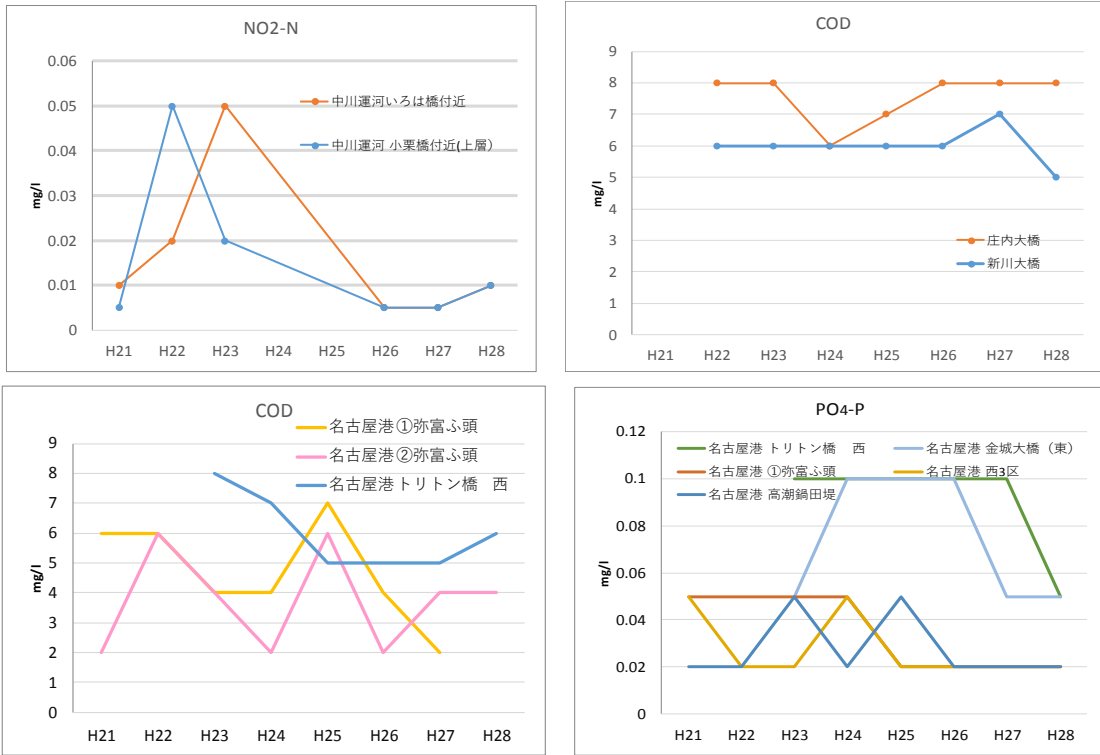 NO2-N
0.06
0.05
0.04
0.03
0.02
0.01
0
mg/l
中川運河いろは橋付近
中川運河 小栗橋付近(上層)
H21 H22 H23 H24 H25 H26 H27 H28
COD
9
8
7
6
5
4
3
2
1
0
mg/l
庄内大橋
新川大橋
H21 H22 H23 H24 H25 H26 H27 H28
COD
名古屋港 ①弥富ふ頭
名古屋港 ②弥富ふ頭
名古屋港 トリトン橋 西
9
8
7
6
5
4
3
2
1
0
mg/l
H21 H22 H23 H24 H25 H26 H27 H28
PO4-P
0.12
0.1
0.08
0.06
0.04
0.02
0
mg/l
名古屋港 トリトン橋 西 名古屋港 金城大橋（東）
名古屋港 ①弥富ふ頭 名古屋港 西3区
名古屋港 高潮鍋田堤
H21 H22 H23 H24 H25 H26 H27 H28